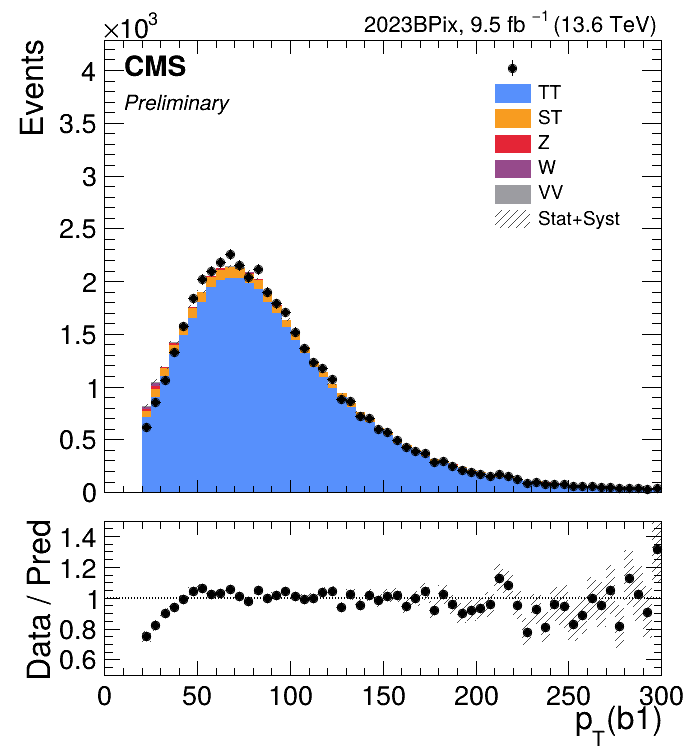 ×10³
2023BPix, 9.5 fb⁻¹ (13.6 TeV)
Events
CMS
Preliminary
TT
ST
Z
W
VV
Stat+Syst
4
3.5
3
2.5
2
1.5
1
0.5
0
Data / Pred
1.4
1.2
1
0.8
0.6
0 50 100 150 200 250 300
p_T(b1)